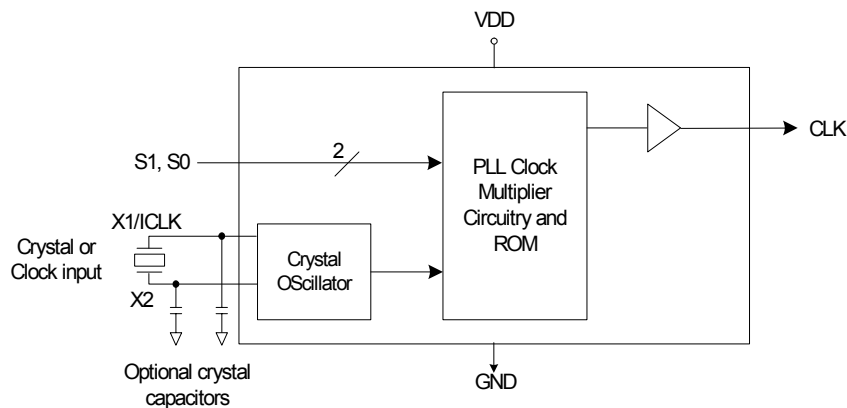 VDD
CLK
S1, S0
2
PLL Clock
Multiplier
Circuitry and
ROM
X1/ICLK
Crystal or
Clock input
X2
Crystal
OScillator
Optional crystal
capacitors
GND